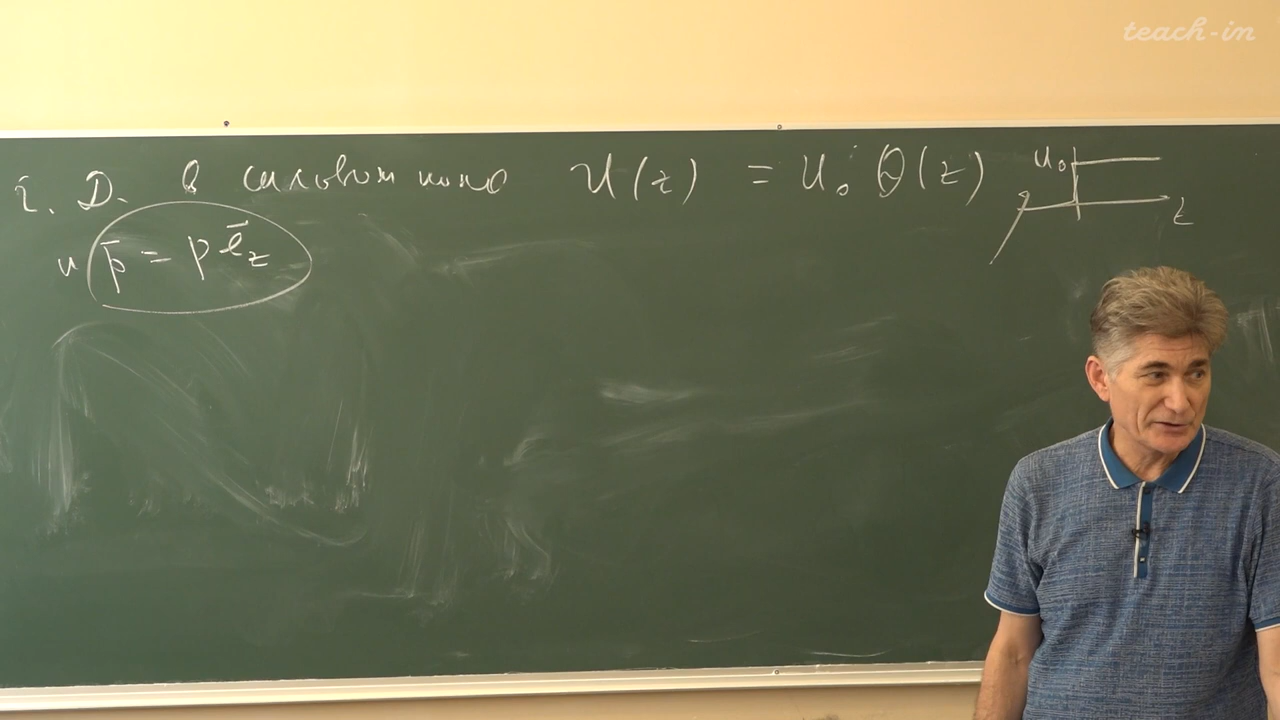 teach-in
Ч. Д. в силовом поле U(z) = U₀ Θ(z)
U₀
z
и p̄ = p ē_z